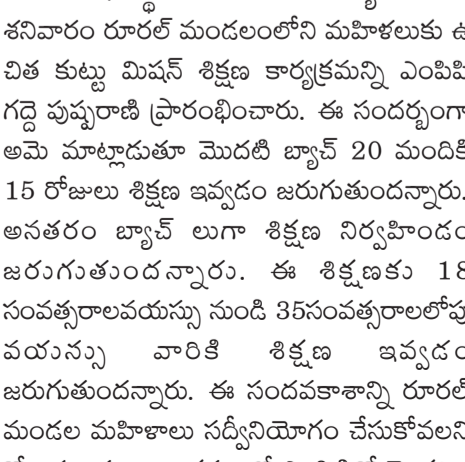 శనివారం రూరల్ మండలంలోని మహిళలకు ఉ
చిత కుట్టు మిషన్ శిక్షణ కార్యక్రమన్ని ఎంపిపి
గద్దె పుష్పరాణి ప్రారంభించారు. ఈ సందర్భంగా
అమె మాట్లాడుతూ మొదటి బ్యాచ్ 20 మందికి
15 రోజులు శిక్షణ ఇవ్వడం జరుగుతుందన్నారు.
అనతరం బ్యాచ్ లుగా శిక్షణ నిర్వహిండం
జరుగుతుందన్నారు. ఈ శిక్షణకు 18
సంవత్సరాలవయస్సు నుండి 35సంవత్సరాలలోపు
వయస్సు వారికి శిక్షణ ఇవ్వడం
జరుగుతుందన్నారు. ఈ సందవకాశాన్ని రూరల్
మండల మహిళాలు సద్వీనియోగం చేసుకోవలని